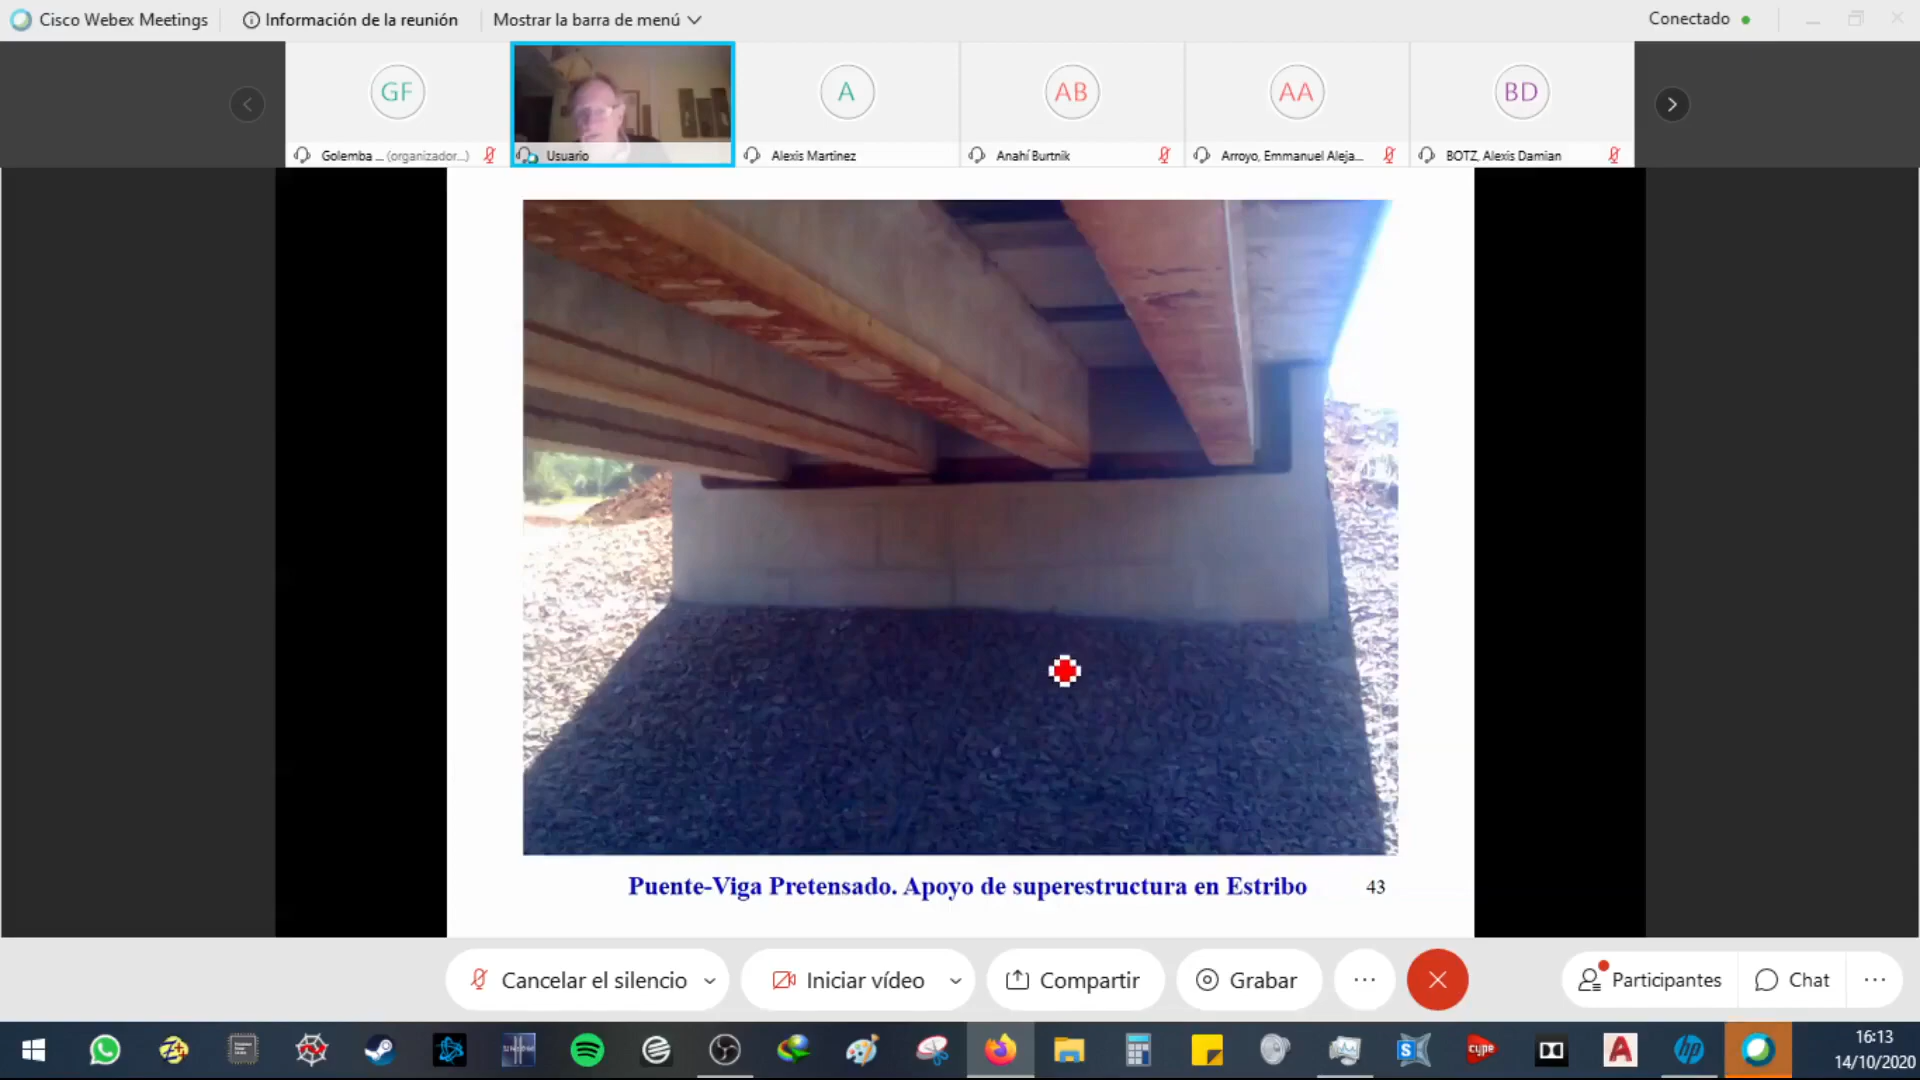 Cisco Webex Meetings
Información de la reunión
Mostrar la barra de menú
Conectado
GF
A
AB
AA
BD
Golemba ... (organizador...)
Usuario
Alexis Martinez
Anahí Burtnik
Arroyo, Emmanuel Aleja...
BOTZ, Alexis Damian
Puente-Viga Pretensado. Apoyo de superestructura en Estribo
43
Cancelar el silencio
Iniciar vídeo
Compartir
Grabar
Participantes
Chat
cype
hp
16:13
14/10/2020